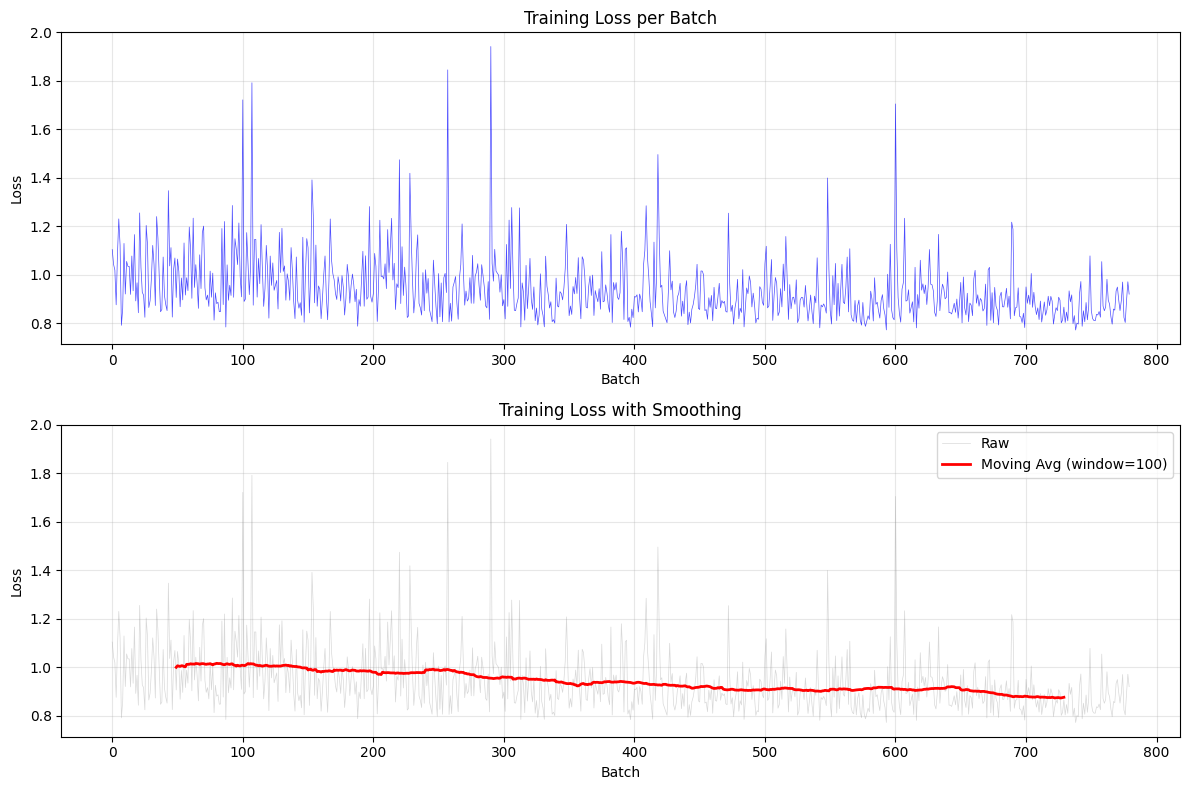 Training Loss per Batch
2.0
1.8
1.6
1.4
1.2
1.0
0.8
Loss
0 100 200 300 400 500 600 700 800
Batch
Training Loss with Smoothing
2.0
1.8
1.6
1.4
1.2
1.0
0.8
Loss
Raw
Moving Avg (window=100)
0 100 200 300 400 500 600 700 800
Batch